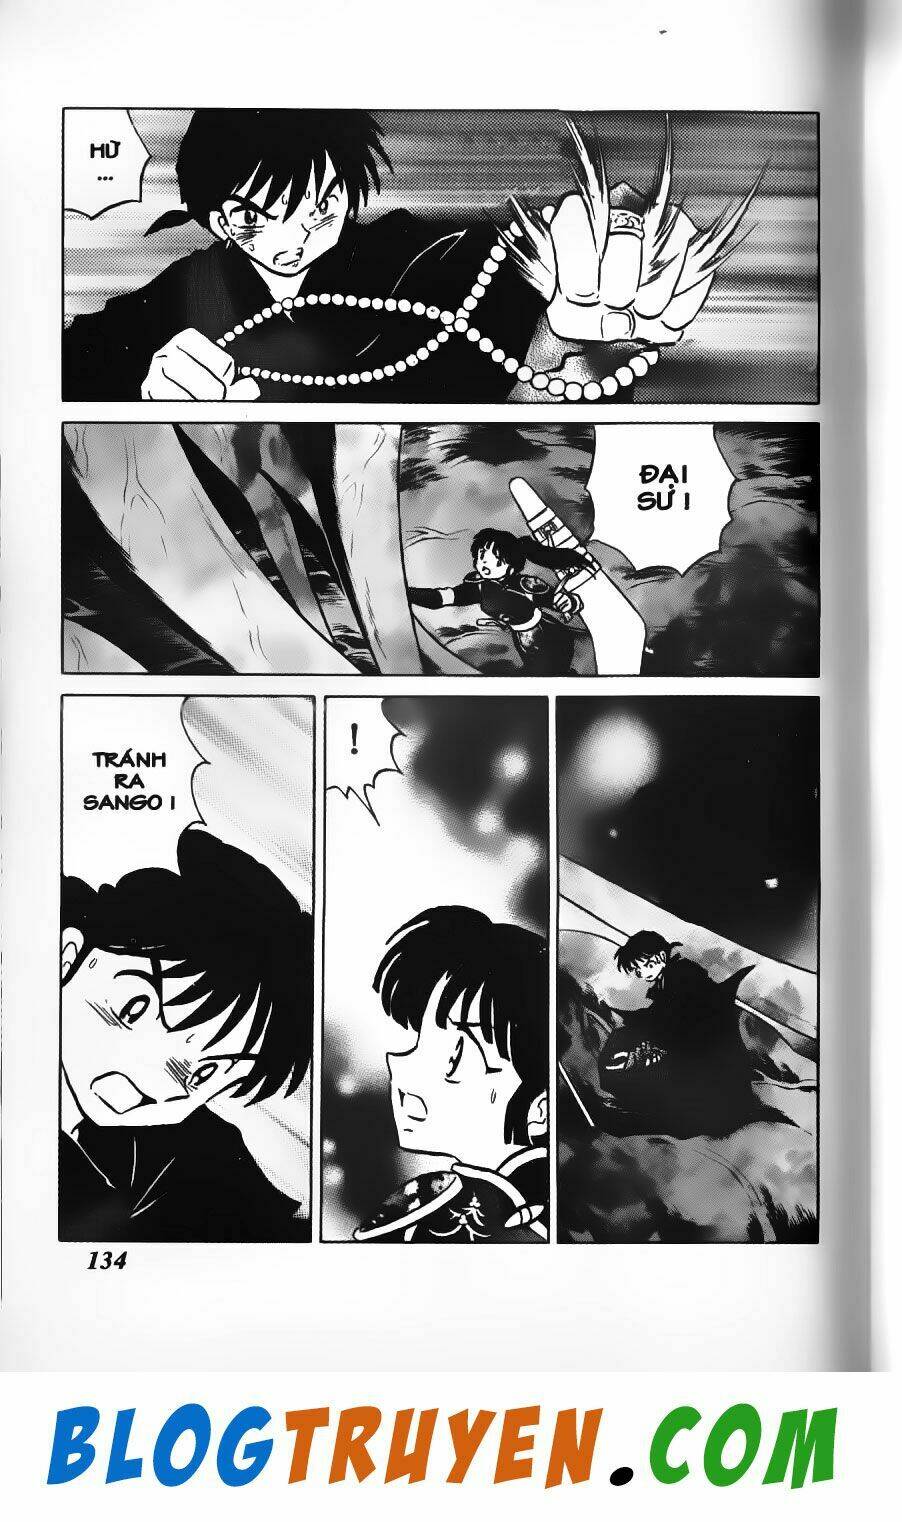 HỪ
...
ĐẠI
SƯ !
!
TRÁNH
RA
SANGO !
134
BLOGTRUYEN.COM